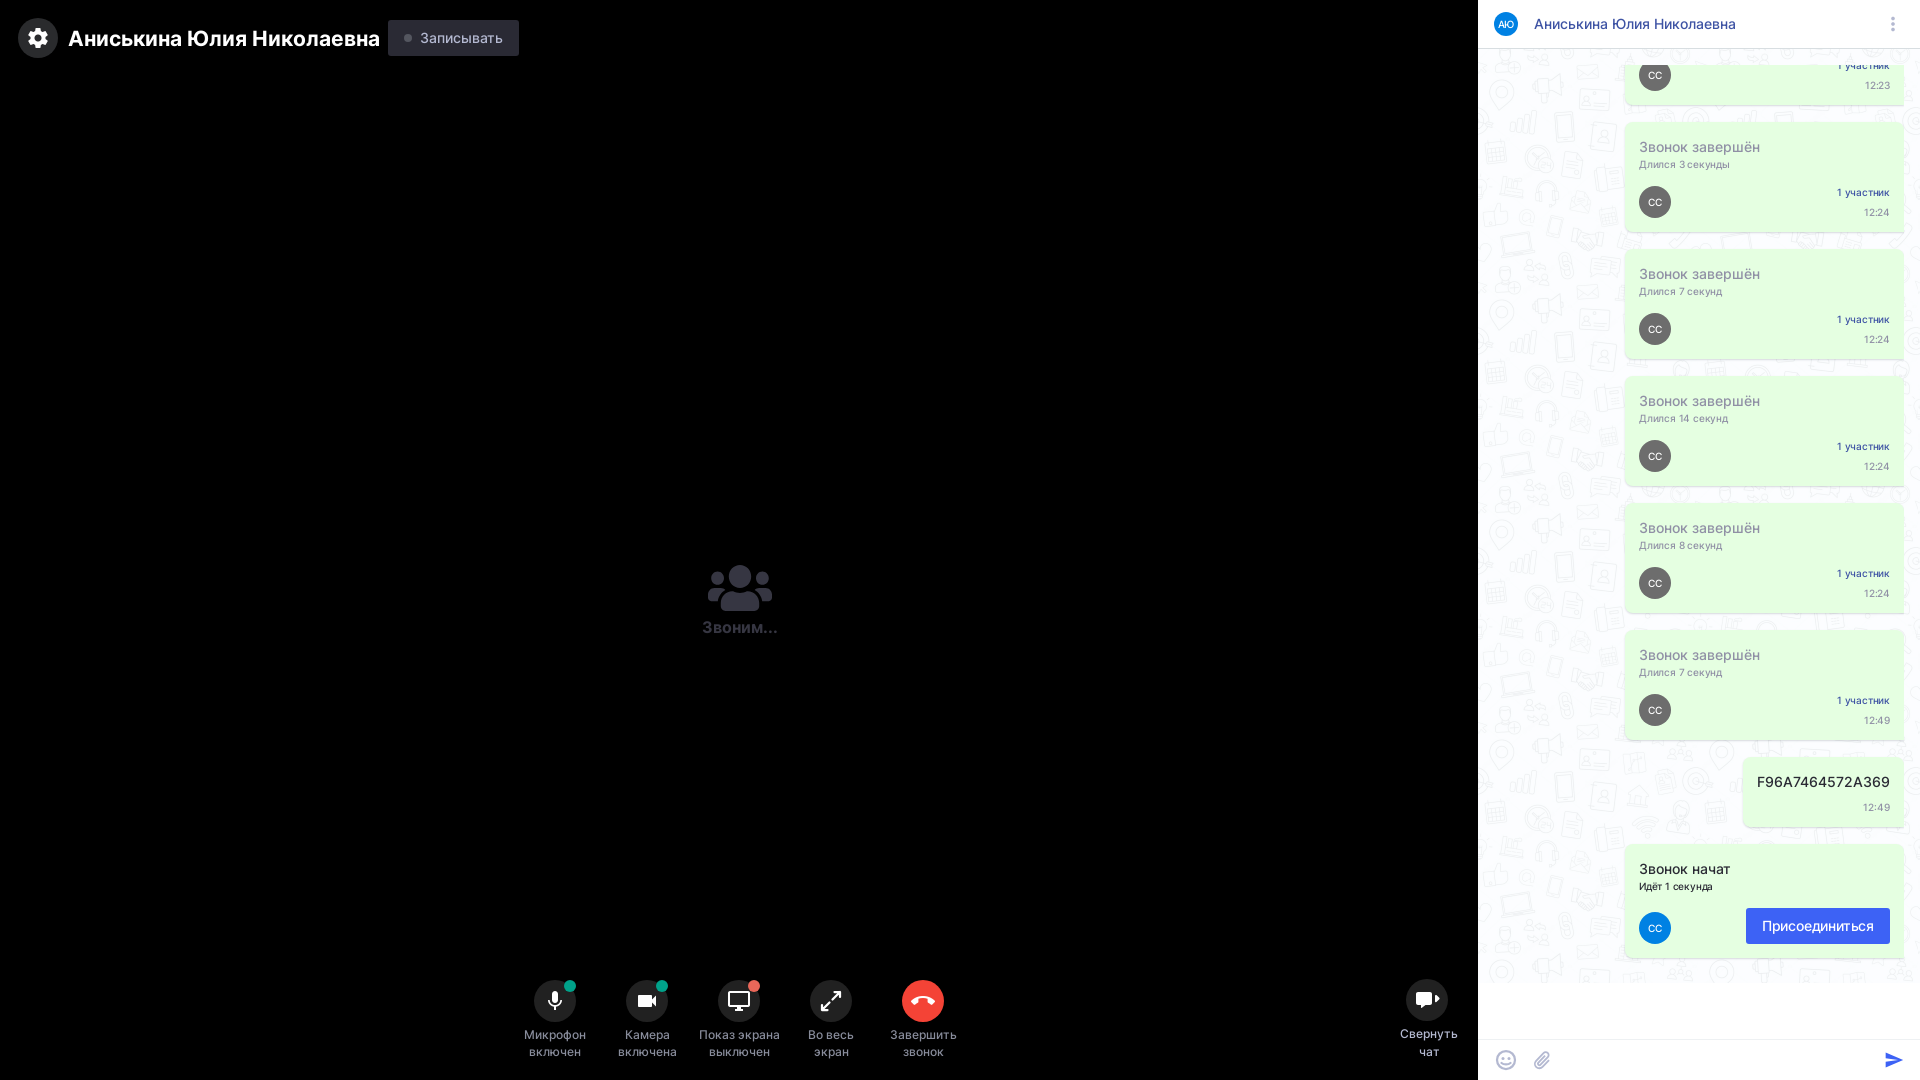 Аниськина Юлия Николаевна
Записывать
Звоним...
Микрофон включен
Камера включена
Показ экрана выключен
Во весь экран
Завершить звонок
Свернуть чат
АЮ
Аниськина Юлия Николаевна
1 участник
СС
12:23
Звонок завершён
Длился 3 секунды
1 участник
СС
12:24
Звонок завершён
Длился 7 секунд
1 участник
СС
12:24
Звонок завершён
Длился 14 секунд
1 участник
СС
12:24
Звонок завершён
Длился 8 секунд
1 участник
СС
12:24
Звонок завершён
Длился 7 секунд
1 участник
СС
12:49
F96A7464572A369
12:49
Звонок начат
Идёт 1 секунда
СС
Присоединиться